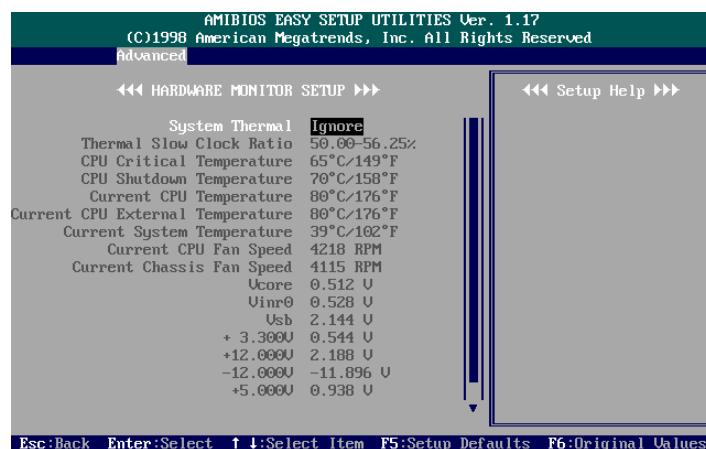 AMIBIOS EASY SETUP UTILITIES Ver. 1.17
(C)1998 American Megatrends, Inc. All Rights Reserved
Advanced
HARDWARE MONITOR SETUP
Setup Help
System Thermal Ignore
Thermal Slow Clock Ratio 50.00-56.25%
CPU Critical Temperature 65°C/149°F
CPU Shutdown Temperature 70°C/158°F
Current CPU Temperature 80°C/176°F
Current CPU External Temperature 80°C/176°F
Current System Temperature 39°C/102°F
Current CPU Fan Speed 4218 RPM
Current Chassis Fan Speed 4115 RPM
Vcore 0.512 V
Vinr0 0.528 V
Vsb 2.144 V
+ 3.300V 0.544 V
+12.000V 2.188 V
-12.000V -11.896 V
+5.000V 0.938 V
Esc:Back Enter:Select ↑ ↓:Select Item F5:Setup Defaults F6:Original Values